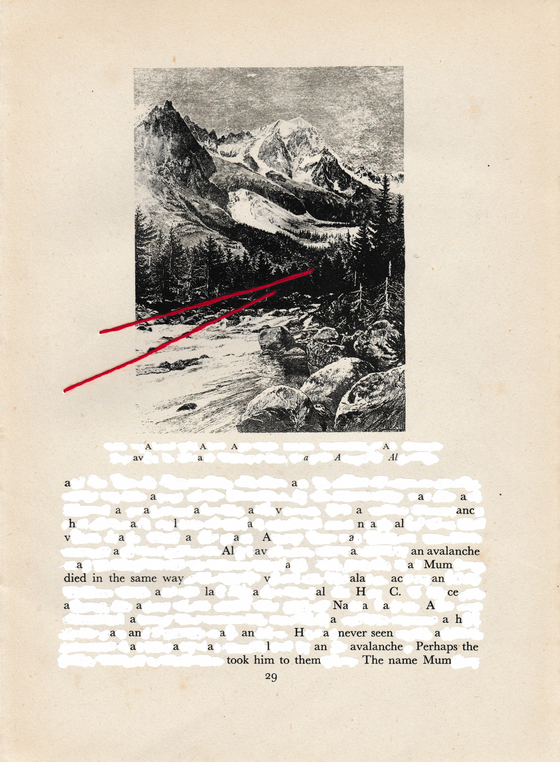 A A A A
av a a A Al
a a
a a a
a a a a v a anc
h a l a n a al
v a a a A a
a Al av a an avalanche
a a a Mum
died in the same way v ala ac an
a la a al H C. ce
a a Na a a A
a a a h
a an a an H a never seen a
a a a l an avalanche Perhaps the
took him to them The name Mum
29